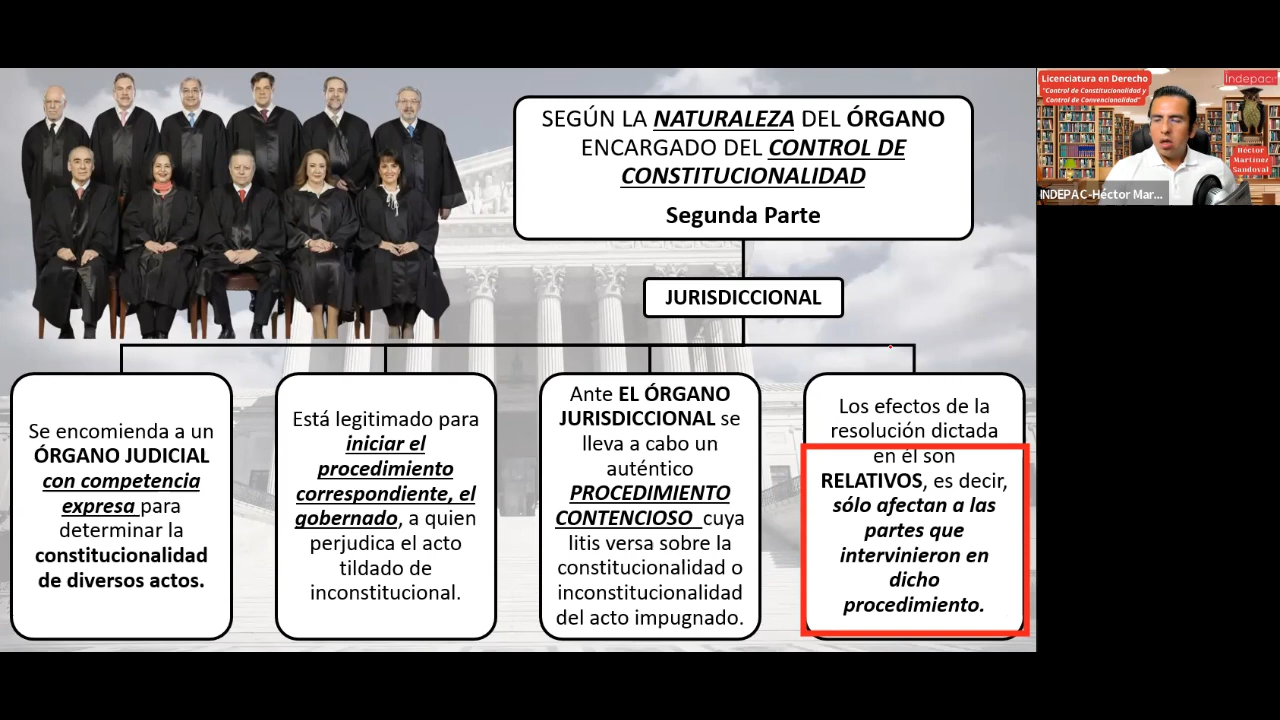 SEGÚN LA NATURALEZA DEL ÓRGANO
ENCARGADO DEL CONTROL DE
CONSTITUCIONALIDAD
Segunda Parte
JURISDICCIONAL
Se encomienda a un
ÓRGANO JUDICIAL
con competencia
expresa para
determinar la
constitucionalidad
de diversos actos.
Está legitimado para
iniciar el
procedimiento
correspondiente, el
gobernado, a quien
perjudica el acto
tildado de
inconstitucional.
Ante EL ÓRGANO
JURISDICCIONAL se
lleva a cabo un
auténtico
PROCEDIMIENTO
CONTENCIOSO cuya
litis versa sobre la
constitucionalidad o
inconstitucionalidad
del acto impugnado.
Los efectos de la
resolución dictada
en él son
RELATIVOS, es decir,
sólo afectan a las
partes que
intervinieron en
dicho
procedimiento.
Licenciatura en Derecho
"Control de Constitucionalidad y
Control de Convencionalidad"
Indepac
Héctor
Martínez
Sandoval
INDEPAC-Héctor Mar...